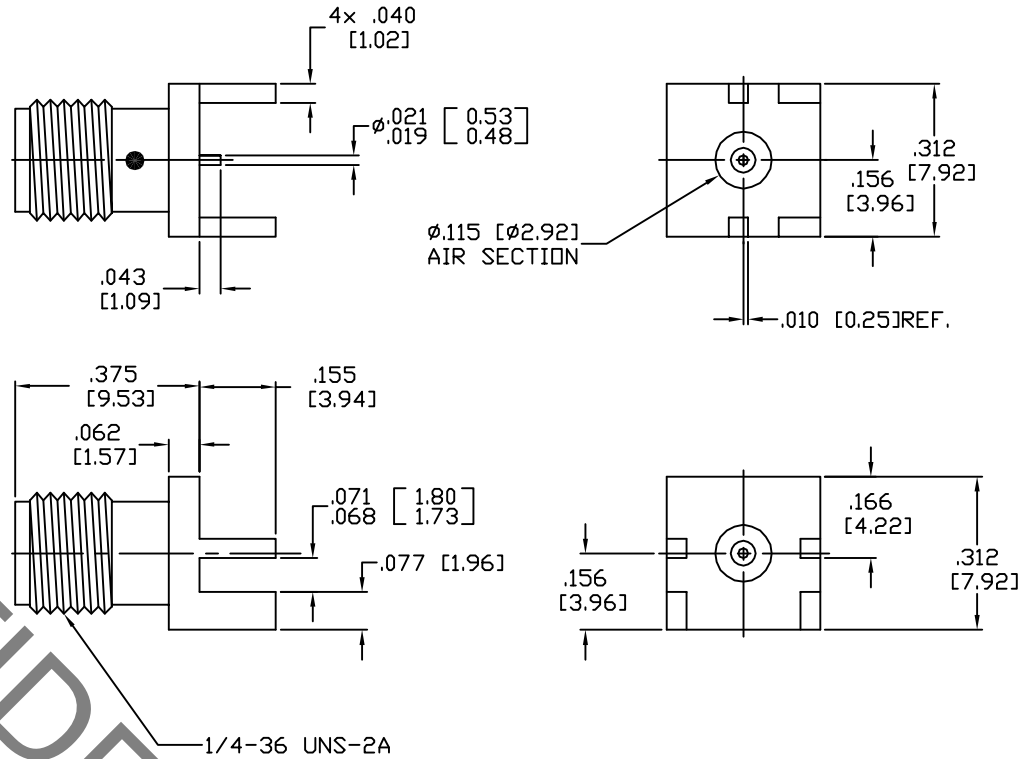 4x .040
[1.02]
ø.021 [ 0.53 ]
.019 [ 0.48 ]
.043
[1.09]
.312
[7.92]
.156
[3.96]
ø.115 [ø2.92]
AIR SECTION
.010 [0.25]REF.
.375
[9.53]
.155
[3.94]
.062
[1.57]
.071 [ 1.80 ]
.068 [ 1.73 ]
.077 [1.96]
.166
[4.22]
.156
[3.96]
.312
[7.92]
1/4-36 UNS-2A